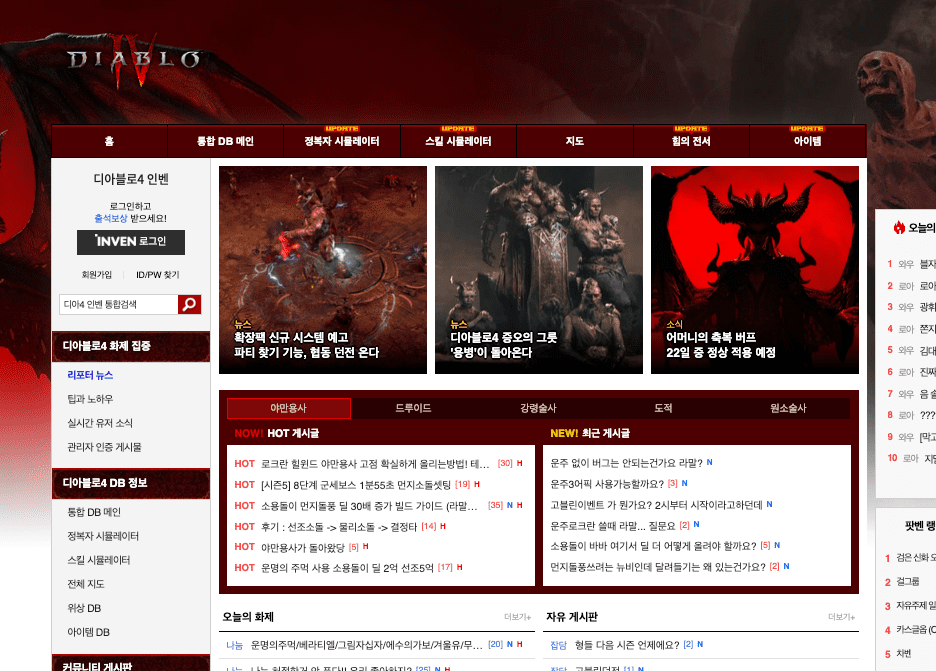 DIABLO
IV
홈
통합 DB 메인
UPDATE
정복자 시뮬레이터
UPDATE
스킬 시뮬레이터
지도
UPDATE
힘의 전서
UPDATE
아이템
디아블로4 인벤
로그인하고
출석보상 받으세요!
INVEN 로그인
회원가입
ID/PW 찾기
디아4 인벤 통합검색
디아블로4 화제 집중
리포터 뉴스
팁과 노하우
실시간 유저 소식
관리자 인증 게시물
디아블로4 DB 정보
통합 DB 메인
정복자 시뮬레이터
스킬 시뮬레이터
전체 지도
위상 DB
아이템 DB
커뮤니티 게시판
뉴스
확장팩 신규 시스템 예고
파티 찾기 기능, 협동 던전 온다
뉴스
디아블로4 증오의 그릇
'용병'이 돌아온다
소식
어머니의 축복 버프
22일 중 정상 적용 예정
야만용사
드루이드
강령술사
도적
원소술사
NOW! HOT 게시글
HOT 로크란 힐윈드 야만용사 고점 확실하게 올리는방법! 테... [30] H
HOT [시즌5] 8단계 군세보스 1분55초 먼지소돌셋팅 [19] H
HOT 소용돌이 먼지돌풍 딜 30배 증가 빌드 가이드 (라말... [35] N H
HOT 후기 : 선조소돌 -> 물리소돌 -> 결정타 [14] H
HOT 야만용사가 돌아왔당 [5] H
HOT 운명의 주먹 사용 소용돌이 딜 2억 선조5억 [17] H
NEW! 최근 게시글
운주 없이 버그는 안되는건가요 라말? N
운주3어픽 사용가능할까요? [3] N
고블린이벤트 가 뭔가요? 2시부터 시작이라고하던데 N
운주로크란 쓸때 라말... 질문요 [2] N
소용돌이 바바 여기서 딜 더 어떻게 올려야 할까요? [5] N
먼지돌풍쓰려는 뉴비인데 달려들기는 왜 있는건가요? [2] N
오늘의 화제
더보기+
나눔 운명의주먹/베라티엘/그림자십자/에수의가보/겨울유/무... [20] N H
자유 게시판
더보기+
잡담 형들 다음 시즌 언제에요? [2] N
오늘의
1 와우 블자
2 로아 로아
3 와우 광휘
4 로아 쫀지
5 와우 김대
6 로아 진짜
7 와우 음 솔
8 로아 ???
9 와우 [막고
10 로아 지딤
팟벤 랭
1 검은 신화 오
2 걸그룹
3 자유주제 일
4 카스금읍 (C
5 차벤